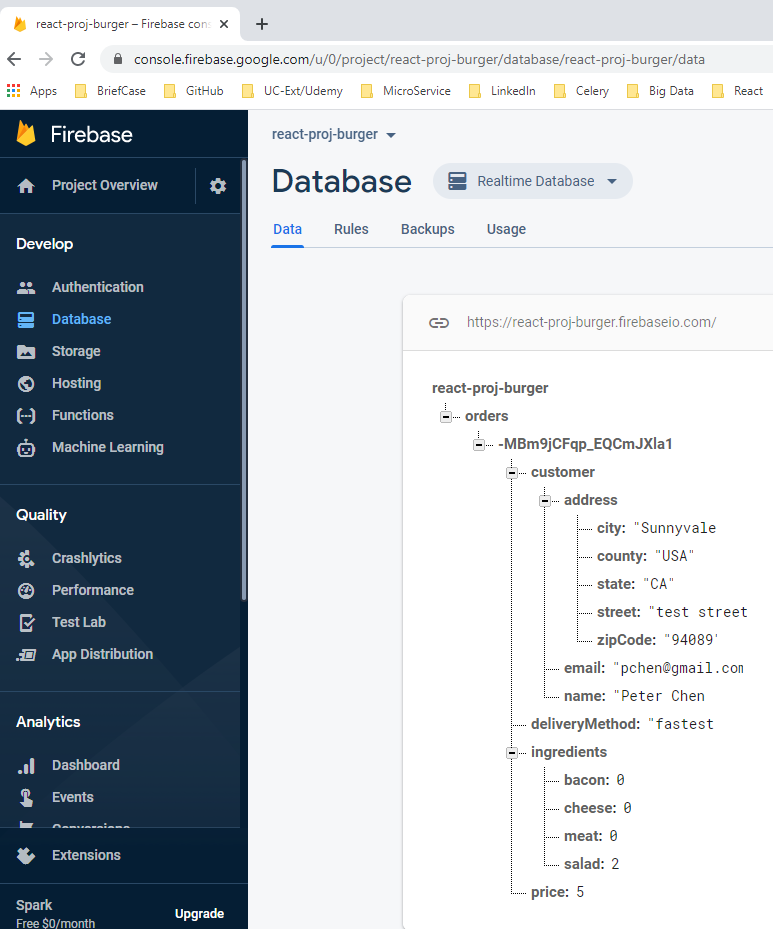 react-proj-burger – Firebase cons
console.firebase.google.com/u/0/project/react-proj-burger/database/react-proj-burger/data
Apps BriefCase GitHub UC-Ext/Udemy MicroService LinkedIn Celery Big Data React
Firebase
Project Overview
Develop
Authentication
Database
Storage
Hosting
Functions
Machine Learning
Quality
Crashlytics
Performance
Test Lab
App Distribution
Analytics
Dashboard
Events
Conversions
Extensions
Spark
Free $0/month
Upgrade
react-proj-burger
Database
Realtime Database
Data Rules Backups Usage
https://react-proj-burger.firebaseio.com/
react-proj-burger
orders
-MBm9jCFqp_EQCmJXla1
customer
address
city: "Sunnyvale
county: "USA"
state: "CA"
street: "test street
zipCode: "94089'
email: "pchen@gmail.com
name: "Peter Chen
deliveryMethod: "fastest
ingredients
bacon: 0
cheese: 0
meat: 0
salad: 2
price: 5